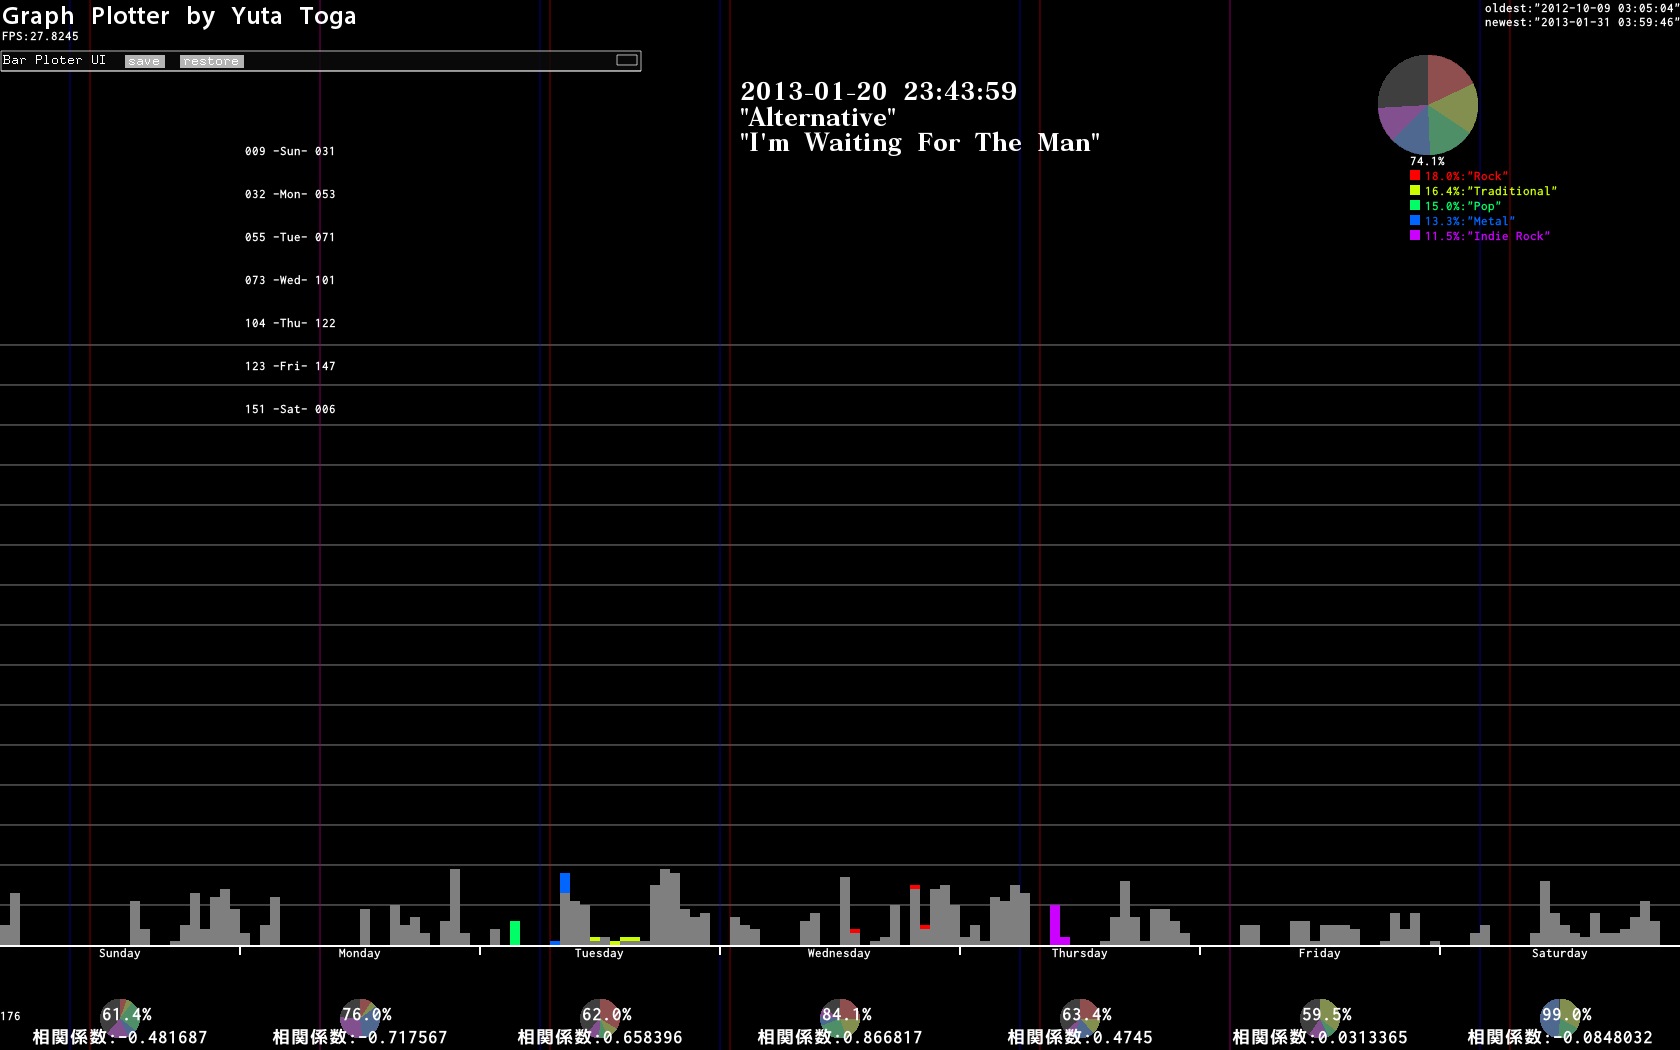 Graph Plotter by Yuta Toga
FPS:27.8245
oldest:"2012-10-09 03:05:04"
newest:"2013-01-31 03:59:46"
Bar Ploter UI save restore
2013-01-20 23:43:59
"Alternative"
"I'm Waiting For The Man"
009 -Sun- 031
032 -Mon- 053
055 -Tue- 071
073 -Wed- 101
104 -Thu- 122
123 -Fri- 147
151 -Sat- 006
74.1%
18.0%:"Rock"
16.4%:"Traditional"
15.0%:"Pop"
13.3%:"Metal"
11.5%:"Indie Rock"
Sunday Monday Tuesday Wednesday Thursday Friday Saturday
176 61.4% 76.0% 62.0% 84.1% 63.4% 59.5% 99.0%
相関係数:-0.481687 相関係数:-0.717567 相関係数:0.658396 相関係数:0.866817 相関係数:0.4745 相関係数:0.0313365 相関係数:-0.0848032